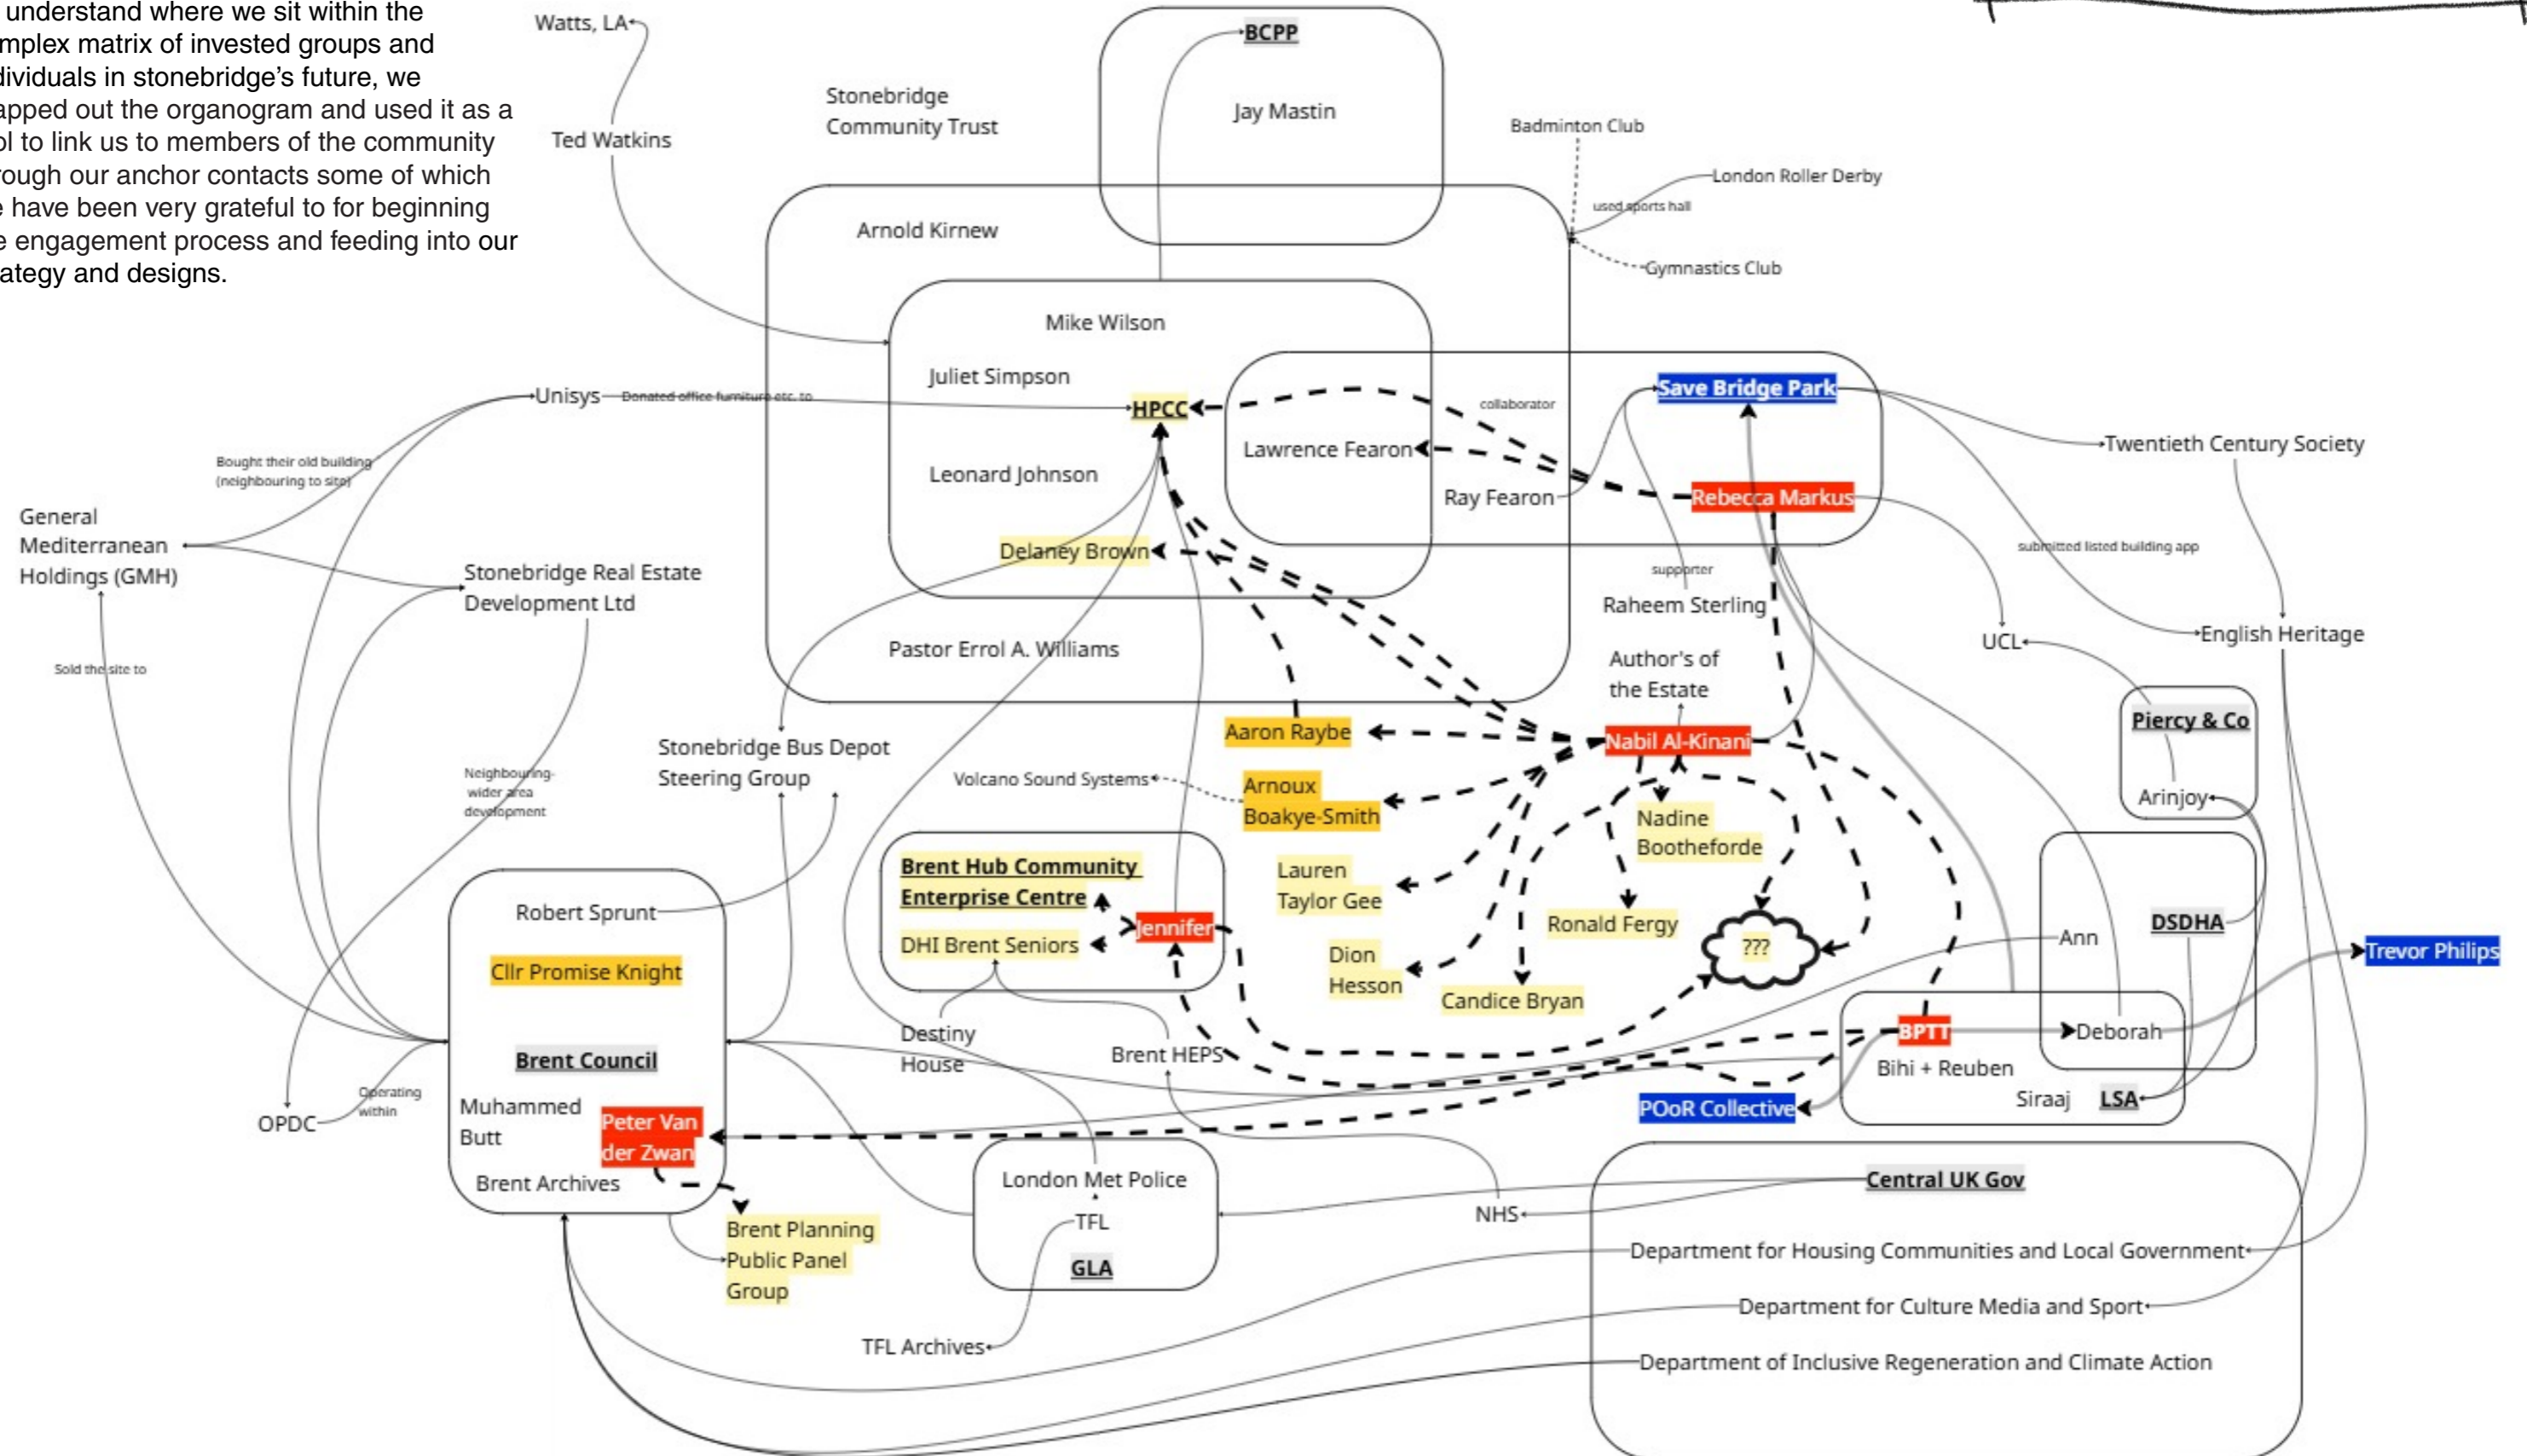 understand where we sit within the
mplex matrix of invested groups and
dividuals in stonebridge's future, we
apped out the organogram and used it as a
ol to link us to members of the community
rough our anchor contacts some of which
e have been very grateful to for beginning
e engagement process and feeding into our
rategy and designs.
Watts, LA
Ted Watkins
Stonebridge
Community Trust
BCPP
Jay Mastin
Badminton Club
London Roller Derby
used sports hall
Gymnastics Club
Arnold Kirnew
Mike Wilson
Juliet Simpson
HPCC
Leonard Johnson
Delaney Brown
Pastor Errol A. Williams
Unisys
Donated office furniture etc. to
Bought their old building
(neighbouring to site)
General
Mediterranean
Holdings (GMH)
Stonebridge Real Estate
Development Ltd
Sold the site to
collaborator
Save Bridge Park
Lawrence Fearon
Ray Fearon
Rebecca Markus
Twentieth Century Society
submitted listed building app
supporter
Raheem Sterling
UCL
English Heritage
Author's of
the Estate
Piercy & Co
Arinjoy
Aaron Raybe
Nabil Al-Kinani
Stonebridge Bus Depot
Steering Group
Volcano Sound Systems
Arnoux
Boakye-Smith
Neighbouring-
wider area
development
Nadine
Bootheforde
Lauren
Taylor Gee
Brent Hub Community
Enterprise Centre
DHI Brent Seniors
Jennifer
Ronald Fergy
???
Dion
Hesson
Candice Bryan
Ann
DSDHA
Trevor Philips
Robert Sprunt
Cllr Promise Knight
Brent Council
Muhammed
Butt
Peter Van
der Zwan
Brent Archives
Operating
within
OPDC
Destiny
House
Brent HEPS
BPTT
Deborah
Bihi + Reuben
Siraaj
LSA
POoR Collective
Brent Planning
Public Panel
Group
London Met Police
TFL
GLA
TFL Archives
NHS
Central UK Gov
Department for Housing Communities and Local Government
Department for Culture Media and Sport
Department of Inclusive Regeneration and Climate Action